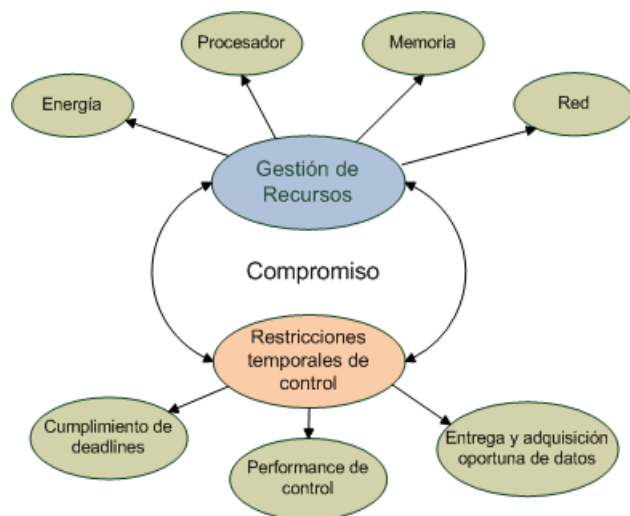 Procesador
Memoria
Energía
Red
Gestión de
Recursos
Compromiso
Restricciones
temporales de
control
Cumplimiento de
deadlines
Performance de
control
Entrega y adquisición
oportuna de datos